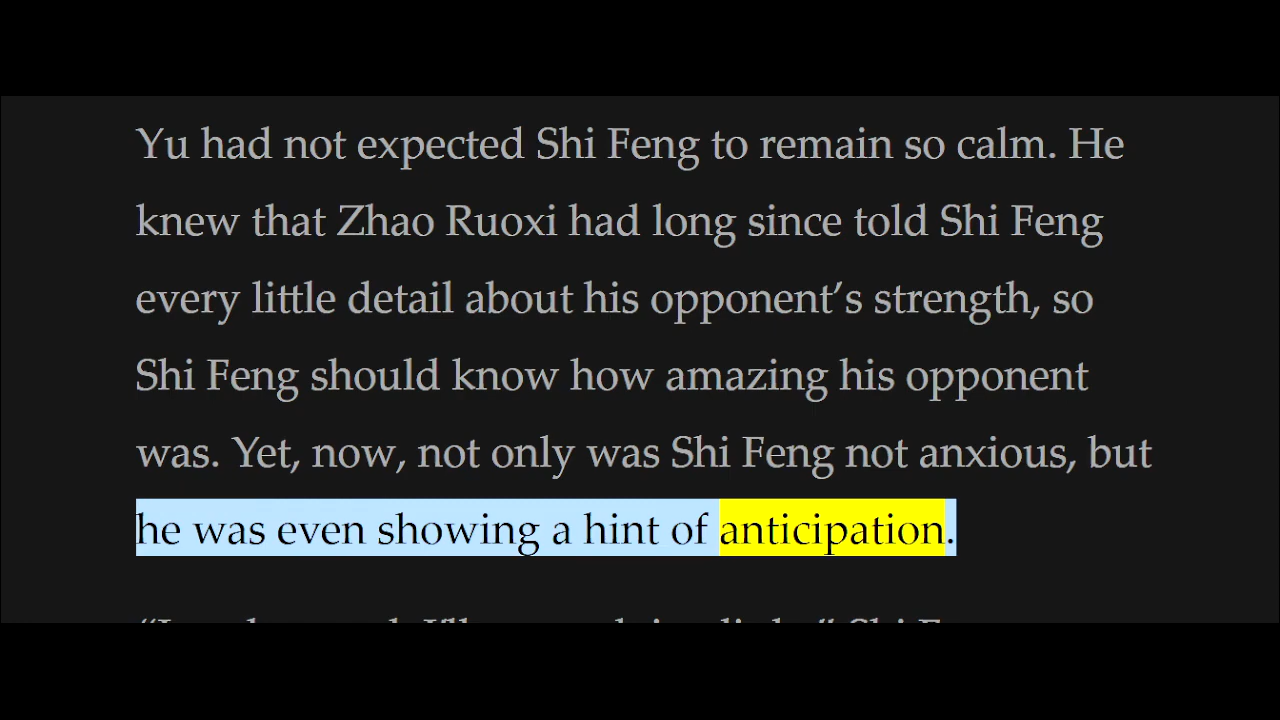 Yu had not expected Shi Feng to remain so calm. He
knew that Zhao Ruoxi had long since told Shi Feng
every little detail about his opponent’s strength, so
Shi Feng should know how amazing his opponent
was. Yet, now, not only was Shi Feng not anxious, but
he was even showing a hint of anticipation.